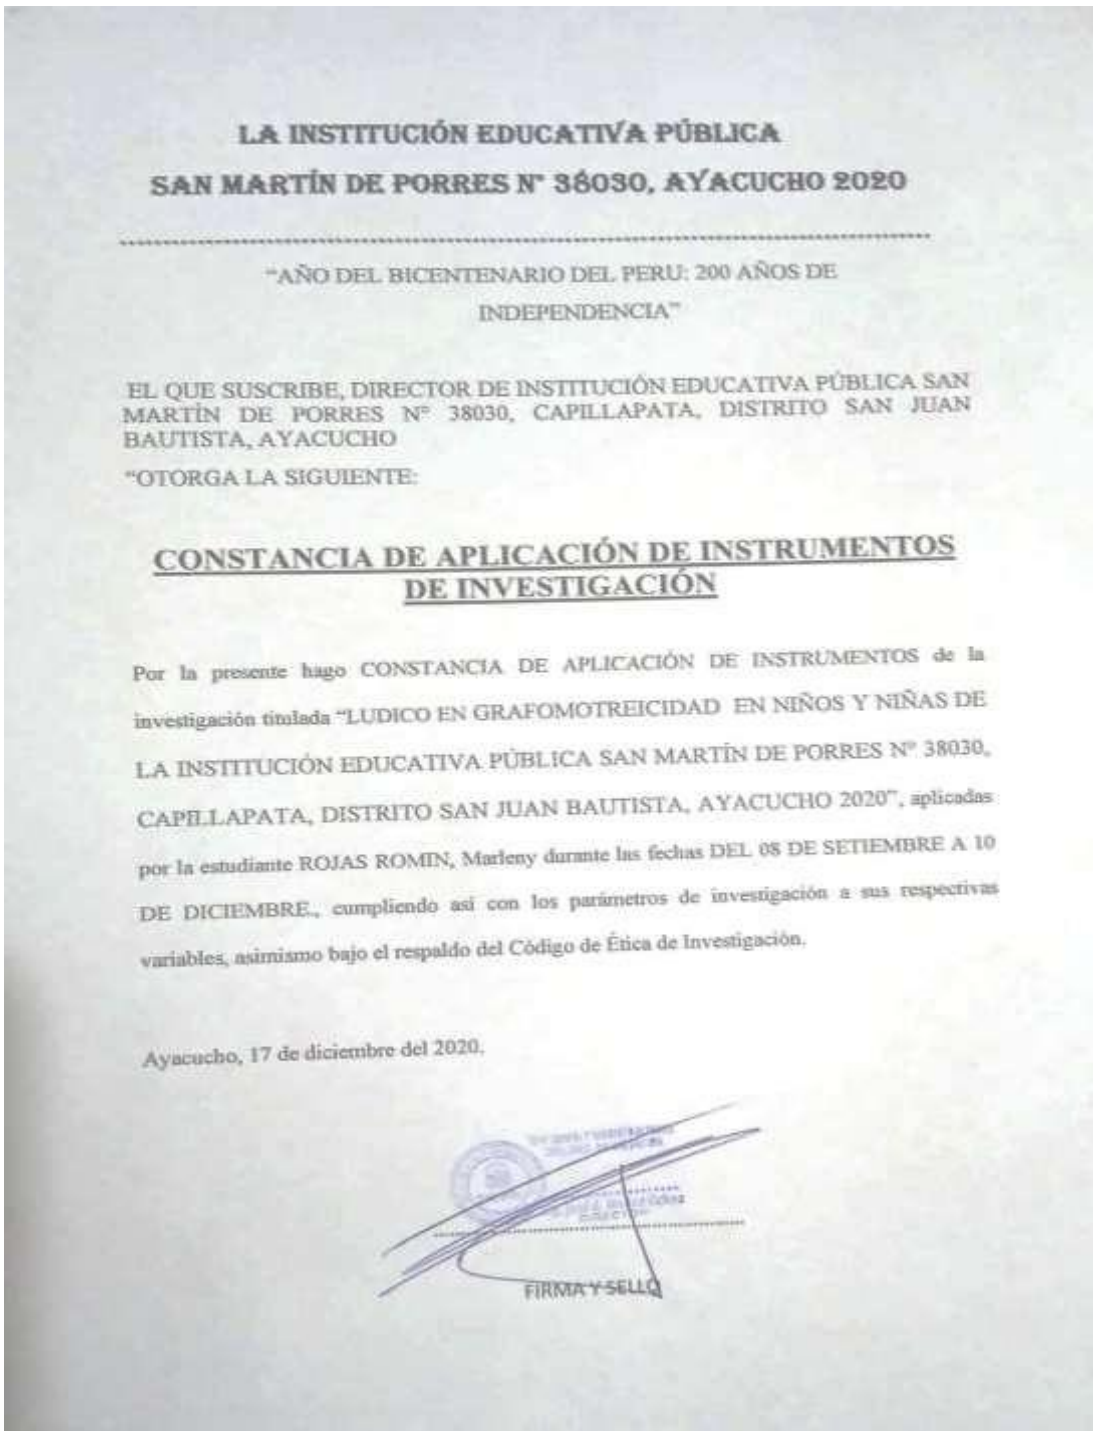 LA INSTITUCIÓN EDUCATIVA PÚBLICA
SAN MARTÍN DE PORRES N° 38030, AYACUCHO 2020
"AÑO DEL BICENTENARIO DEL PERU: 200 AÑOS DE
INDEPENDENCIA"
EL QUE SUSCRIBE, DIRECTOR DE INSTITUCIÓN EDUCATIVA PÚBLICA SAN
MARTÍN DE PORRES Nº 38030, CAPILLAPATA, DISTRITO SAN JUAN
BAUTISTA, AYACUCHO
"OTORGA LA SIGUIENTE:
CONSTANCIA DE APLICACIÓN DE INSTRUMENTOS
DE INVESTIGACIÓN
Por la presente hago CONSTANCIA DE APLICACIÓN DE INSTRUMENTOS de la
investigación titulada "LUDICO EN GRAFOMOTREICIDAD EN NIÑOS Y NIÑAS DE
LA INSTITUCIÓN EDUCATIVA PÚBLICA SAN MARTÍN DE PORRES Nº 38030,
CAPILLAPATA, DISTRITO SAN JUAN BAUTISTA, AYACUCHO 2020", aplicadas
por la estudiante ROJAS ROMIN, Marleny durante las fechas DEL 08 DE SETIEMBRE A 10
DE DICIEMBRE., cumpliendo así con los parámetros de investigación a sus respectivas
variables, asimismo bajo el respaldo del Código de Ética de Investigación.
Ayacucho, 17 de diciembre del 2020.
DIRECTOR
FIRMA Y SELLO